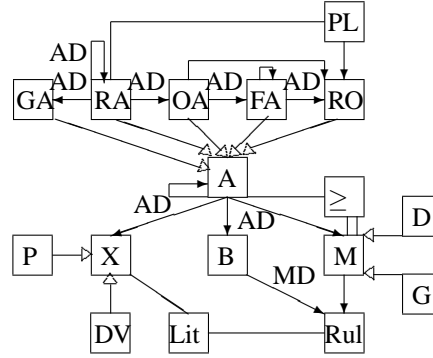 PL
AD
AD AD AD AD
GA RA OA FA RO
A
≥
AD AD
D
P X B M
MD
G
DV Lit Rul